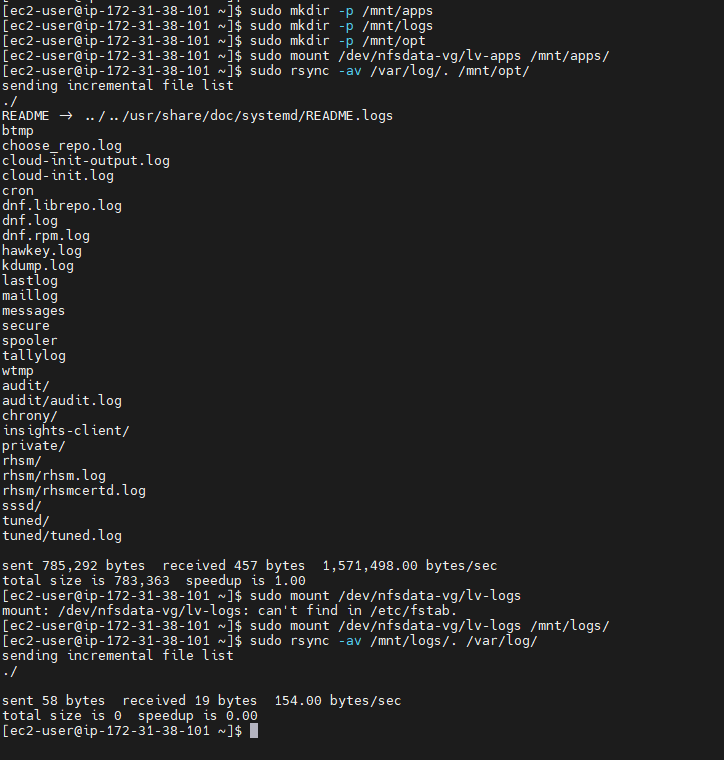 [ec2-user@ip-172-31-38-101 ~]$ sudo mkdir -p /mnt/apps
[ec2-user@ip-172-31-38-101 ~]$ sudo mkdir -p /mnt/logs
[ec2-user@ip-172-31-38-101 ~]$ sudo mkdir -p /mnt/opt
[ec2-user@ip-172-31-38-101 ~]$ sudo mount /dev/nfsdata-vg/lv-apps /mnt/apps/
[ec2-user@ip-172-31-38-101 ~]$ sudo rsync -av /var/log/. /mnt/opt/
sending incremental file list
./
README -> ../../usr/share/doc/systemd/README.logs
btmp
choose_repo.log
cloud-init-output.log
cloud-init.log
cron
dnf.librepo.log
dnf.log
dnf.rpm.log
hawkey.log
kdump.log
lastlog
maillog
messages
secure
spooler
tallylog
wtmp
audit/
audit/audit.log
chrony/
insights-client/
private/
rhsm/
rhsm/rhsm.log
rhsm/rhsmcertd.log
sssd/
tuned/
tuned/tuned.log
sent 785,292 bytes  received 457 bytes  1,571,498.00 bytes/sec
total size is 783,363  speedup is 1.00
[ec2-user@ip-172-31-38-101 ~]$ sudo mount /dev/nfsdata-vg/lv-logs
mount: /dev/nfsdata-vg/lv-logs: can't find in /etc/fstab.
[ec2-user@ip-172-31-38-101 ~]$ sudo mount /dev/nfsdata-vg/lv-logs /mnt/logs/
[ec2-user@ip-172-31-38-101 ~]$ sudo rsync -av /mnt/logs/. /var/log/
sending incremental file list
./
sent 58 bytes  received 19 bytes  154.00 bytes/sec
total size is 0  speedup is 0.00
[ec2-user@ip-172-31-38-101 ~]$